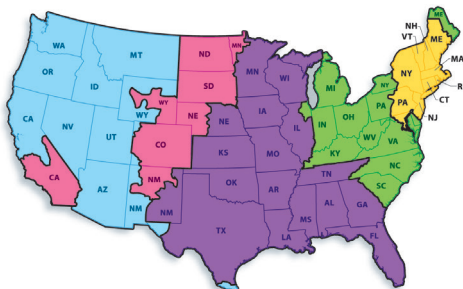 ME
NH
VT
WA
MT
ND
MN
ME
MA
OR
ID
SD
MN
WI
MI
NY
NY
R
CT
WY
WY
NE
IA
PA
PA
NJ
CA
NV
UT
NE
IL
IN
OH
WV
VA
CO
KS
MO
KY
CA
AZ
NM
NM
NM
OK
AR
TN
NC
SC
TX
LA
MS
AL
GA
FL